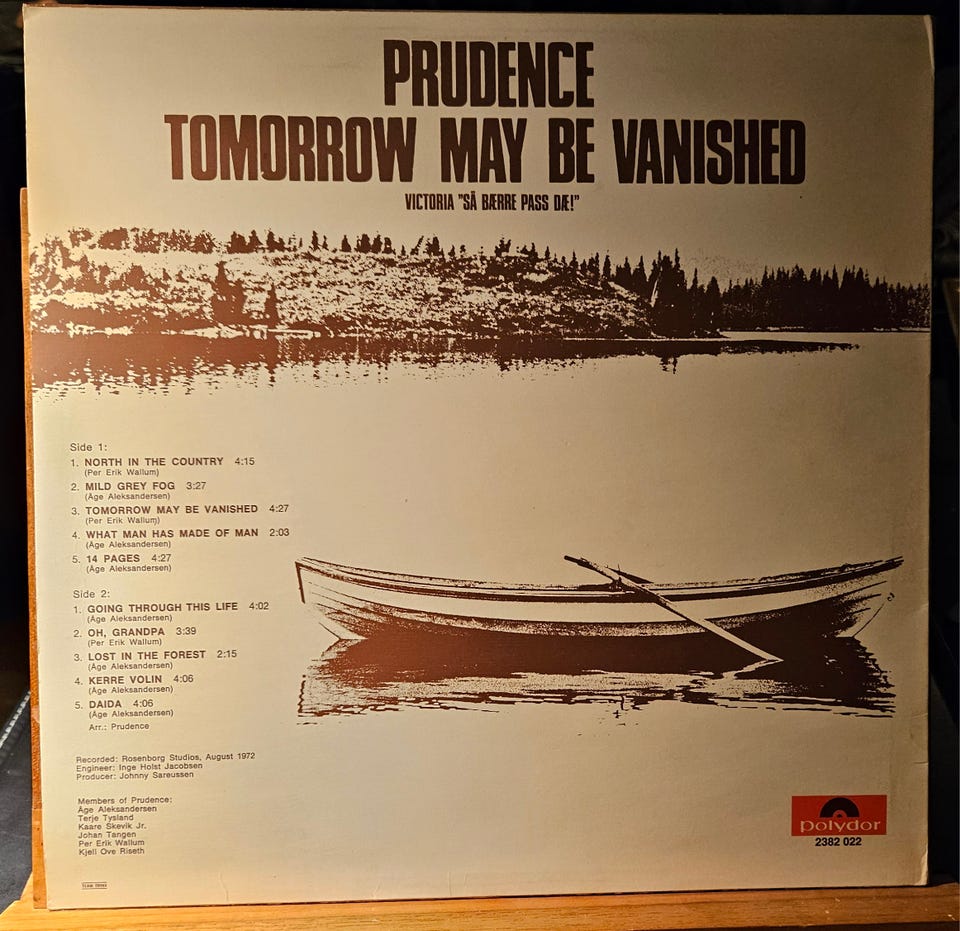 PRUDENCE
TOMORROW MAY BE VANISHED
VICTORIA "SÅ BÆRRE PASS DÆ!"
Side 1:
1. NORTH IN THE COUNTRY 4:15
(Per Erik Wallum)
2. MILD GREY FOG 3:27
(Åge Aleksandersen)
3. TOMORROW MAY BE VANISHED 4:27
(Per Erik Wallum)
4. WHAT MAN HAS MADE OF MAN 2:03
(Åge Aleksandersen)
5. 14 PAGES 4:27
(Åge Aleksandersen)
Side 2:
1. GOING THROUGH THIS LIFE 4:02
(Åge Aleksandersen)
2. OH, GRANDPA 3:39
(Per Erik Wallum)
3. LOST IN THE FOREST 2:15
(Åge Aleksandersen)
4. KERRE VOLIN 4:06
(Åge Aleksandersen)
5. DAIDA 4:06
(Åge Aleksandersen)
Arr.: Prudence
Recorded: Rosenborg Studios, August 1972
Engineer: Inge Holst Jacobsen
Producer: Johnny Sareussen
Members of Prudence:
Åge Aleksandersen
Terje Tysland
Kaare Skevik Jr.
Johan Tangen
Per Erik Wallum
Kjell Ove Riseth
polydor
2382 022